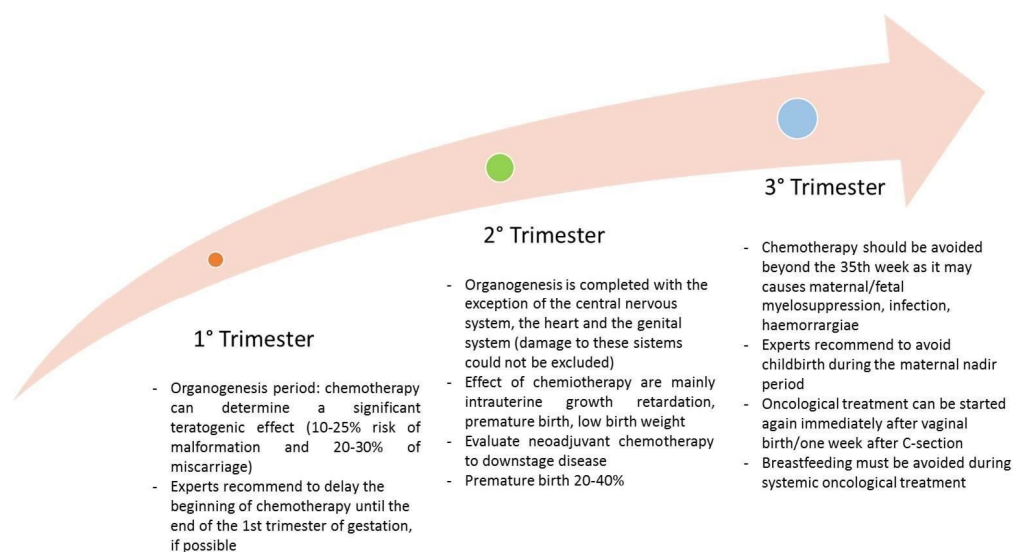 1° Trimester
- Organogenesis period: chemotherapy
can determine a significant
teratogenic effect (10-25% risk of
malformation and 20-30% of
miscarriage)
- Experts recommend to delay the
beginning of chemotherapy until the
end of the 1st trimester of gestation,
if possible
2° Trimester
- Organogenesis is completed with the
exception of the central nervous
system, the heart and the genital
system (damage to these sistems
could not be excluded)
- Effect of chemiotherapy are mainly
intrauterine growth retardation,
premature birth, low birth weight
- Evaluate neoadjuvant chemotherapy
to downstage disease
- Premature birth 20-40%
3° Trimester
- Chemotherapy should be avoided
beyond the 35th week as it may
causes maternal/fetal
myelosuppression, infection,
haemorrargiae
- Experts recommend to avoid
childbirth during the maternal nadir
period
- Oncological treatment can be started
again immediately after vaginal
birth/one week after C-section
- Breastfeeding must be avoided during
systemic oncological treatment